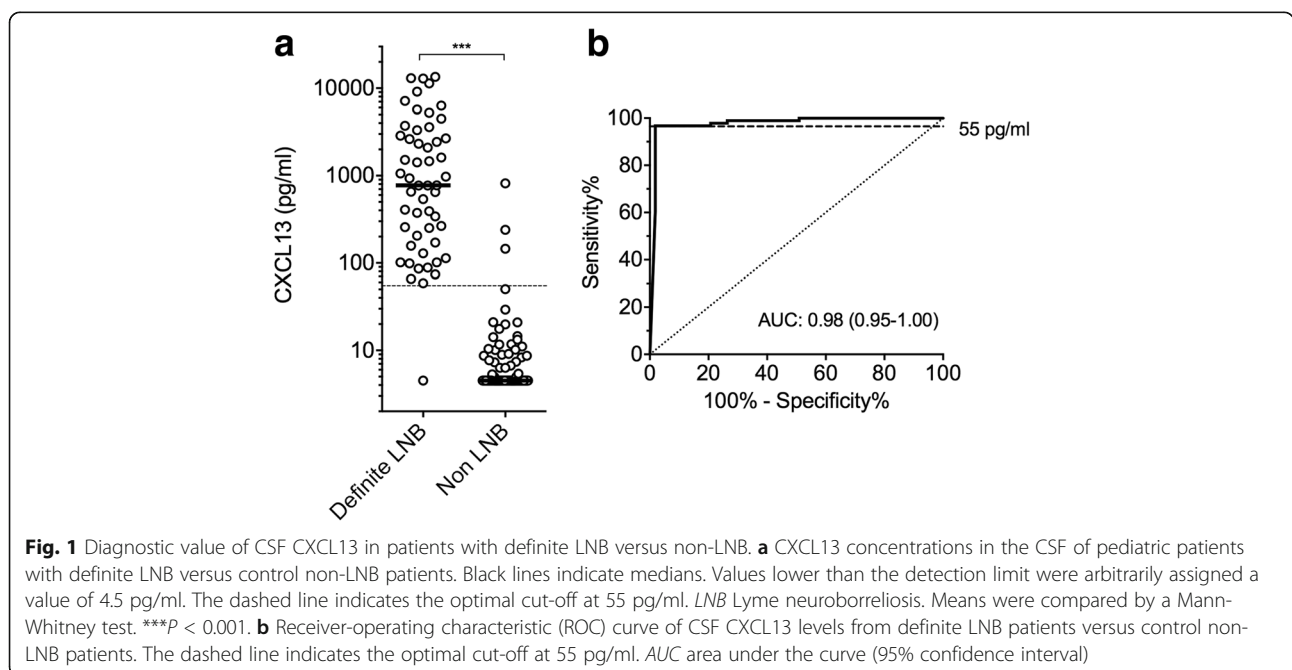 a
b
***
10000
1000
100
10
CXCL13 (pg/ml)
Definite LNB
Non LNB
100
80
60
40
20
0
Sensitivity%
55 pg/ml
AUC: 0.98 (0.95-1.00)
0 20 40 60 80 100
100% - Specificity%
Fig. 1 Diagnostic value of CSF CXCL13 in patients with definite LNB versus non-LNB. a CXCL13 concentrations in the CSF of pediatric patients
with definite LNB versus control non-LNB patients. Black lines indicate medians. Values lower than the detection limit were arbitrarily assigned a
value of 4.5 pg/ml. The dashed line indicates the optimal cut-off at 55 pg/ml. LNB Lyme neuroborreliosis. Means were compared by a Mann-
Whitney test. ***P < 0.001. b Receiver-operating characteristic (ROC) curve of CSF CXCL13 levels from definite LNB patients versus control non-
LNB patients. The dashed line indicates the optimal cut-off at 55 pg/ml. AUC area under the curve (95% confidence interval)